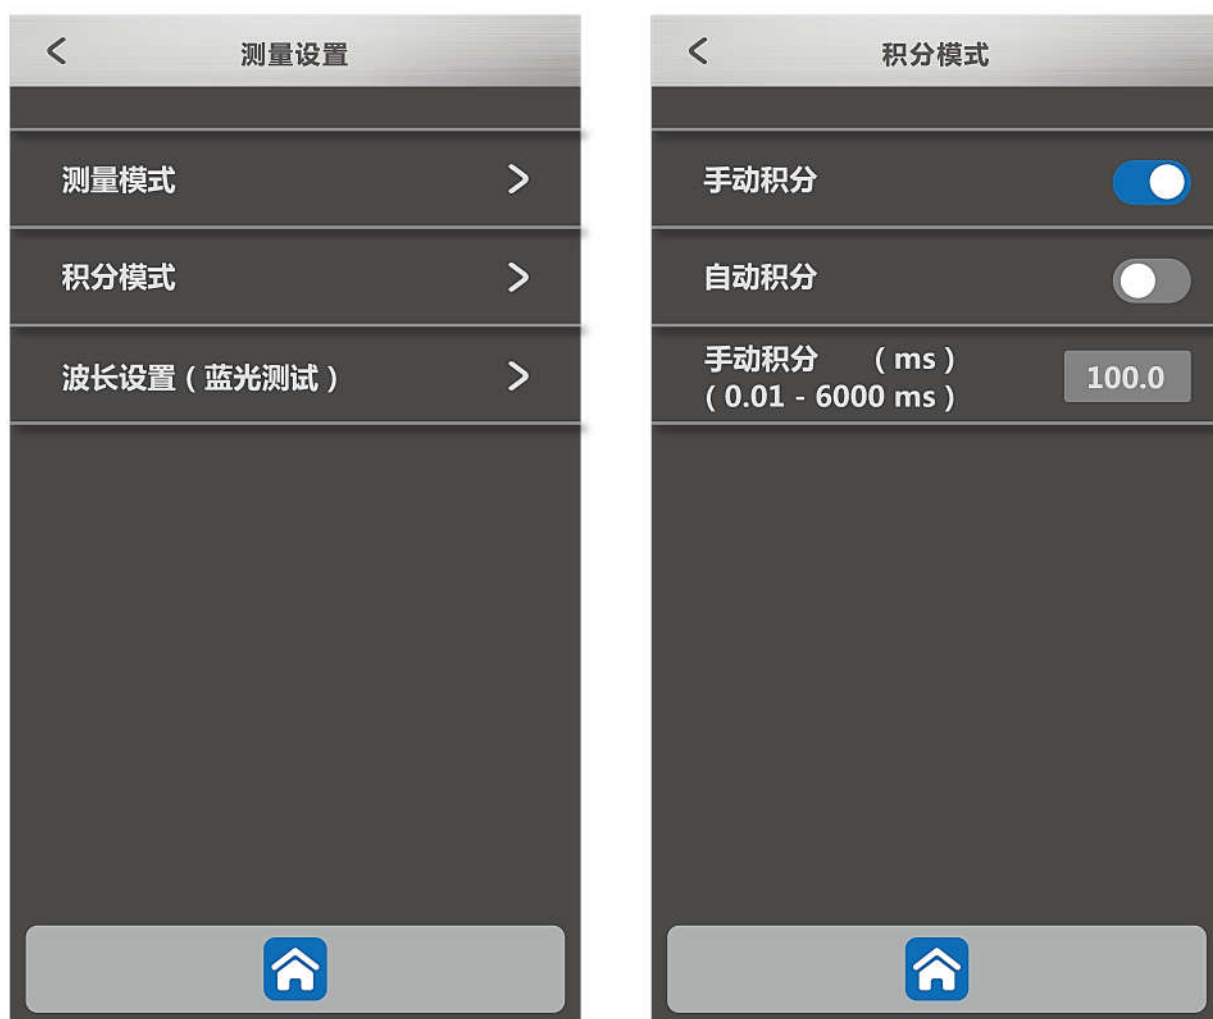 测量设置
测量模式
积分模式
波长设置（蓝光测试）
积分模式
手动积分
自动积分
手动积分 （ms）
（0.01 - 6000 ms）
100.0